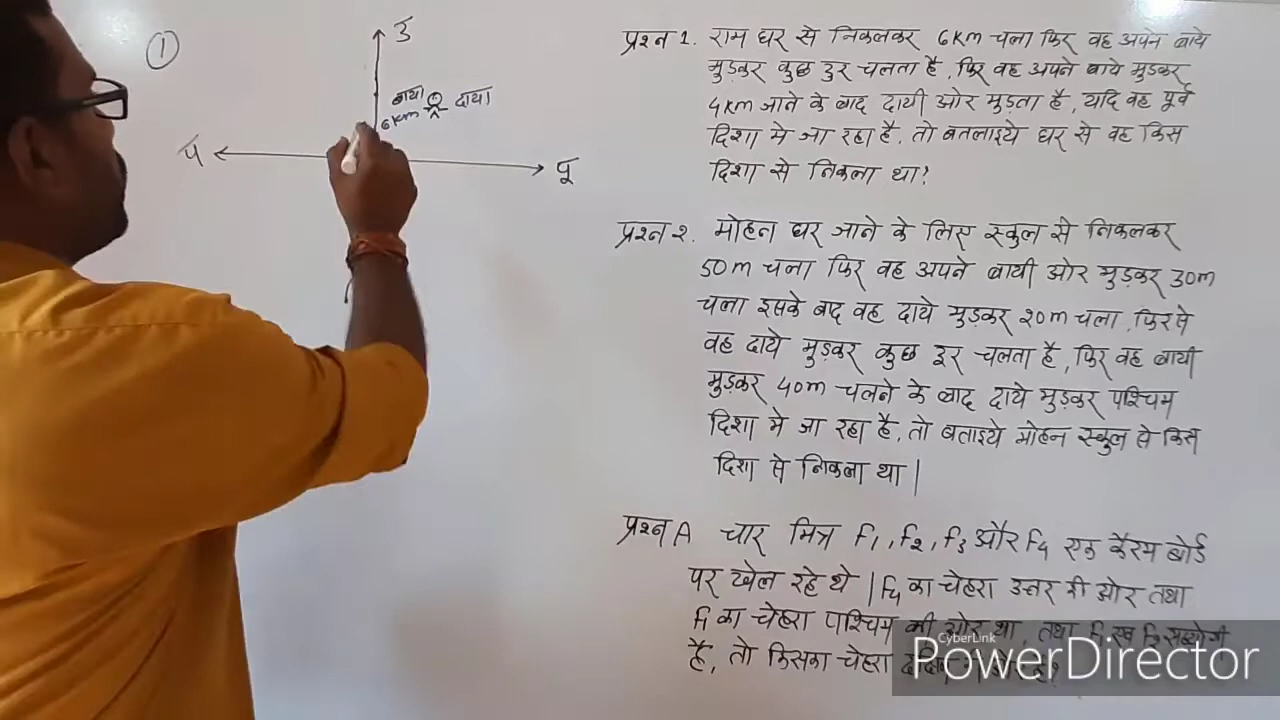 ①
उ
बाया दाया
6km
प
पू
प्रश्न 1. राम घर से निकलकर 6Km चला फिर वह अपने बाये
मुड़कर कुछ दुर चलता है, फिर वह अपने बाये मुड़कर
4Km जाने के बाद दायी ओर मुड़ता है, यदि वह पूर्व
दिशा मे जा रहा है, तो बतलाइये घर से वह किस
दिशा से निकला था?
प्रश्न २. मोहन घर जाने के लिए स्कुल से निकलकर
50m चला फिर वह अपने बायी ओर मुड़कर 30m
चला इसके बाद वह दाये मुड़कर २०m चला, फिर से
वह दाये मुड़कर कुछ दूर चलता है, फिर वह बायी
मुड़कर 40m चलने के बाद दाये मुड़कर पश्चिम
दिशा मे जा रहा है, तो बताइये मोहन स्कुल से किस
दिशा से निकला था |
प्रश्न A चार मित्र F1, F2, F3 और F4 एक कैरम बोर्ड
पर खेल रहे थे | F4 का चेहरा उत्तर की ओर तथा
F1 का चेहरा पश्चिम की ओर था, तथा
है, तो किसका चेहरा
CyberLink
PowerDirector